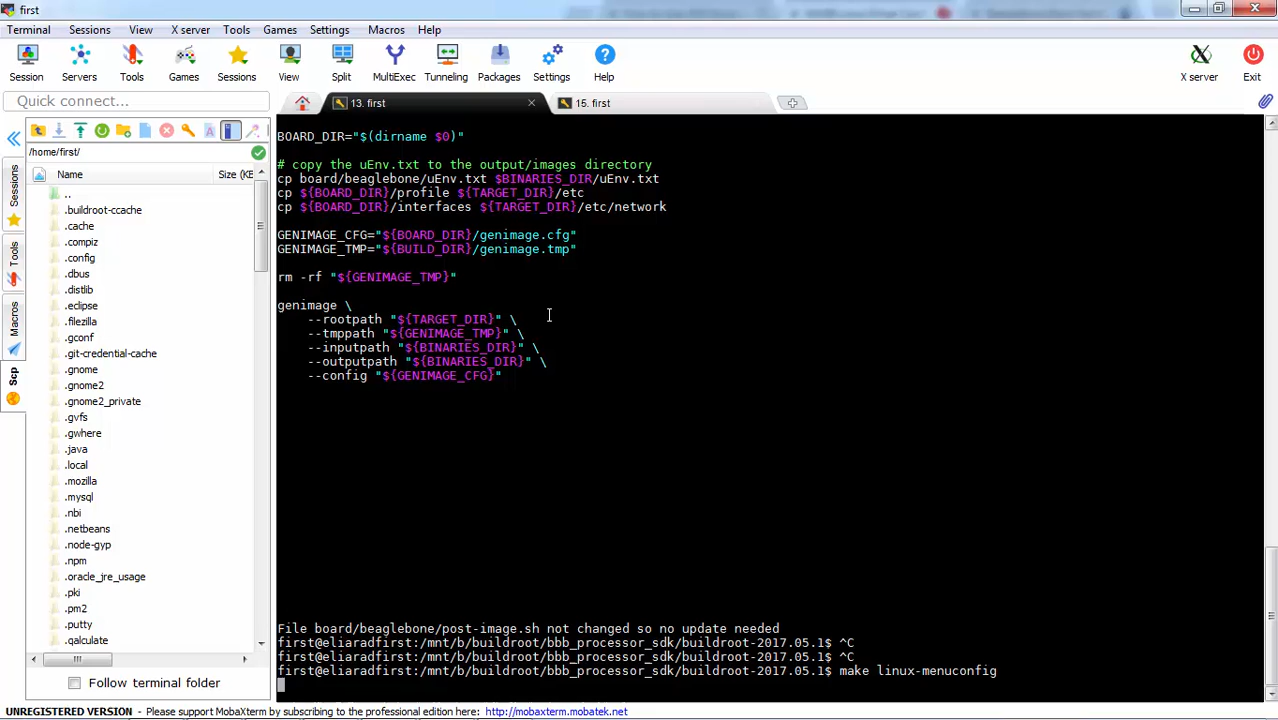 first
Terminal Sessions View X server Tools Games Settings Macros Help
Session Servers Tools Games Sessions View Split MultiExec Tunneling Packages Settings Help X server Exit
Quick connect...
13. first
15. first
/home/first/
Name
Size (KB
..
.buildroot-ccache
.cache
.compiz
.config
.dbus
.distlib
.eclipse
.filezilla
.gconf
.git-credential-cache
.gnome
.gnome2
.gnome2_private
.gvfs
.gwhere
.java
.local
.mozilla
.mysql
.nbi
.netbeans
.node-gyp
.npm
.oracle_jre_usage
.pki
.pm2
.putty
.qalculate
Sessions
Tools
Macros
Scp
Follow terminal folder
BOARD_DIR="$(dirname $0)"
# copy the uEnv.txt to the output/images directory
cp board/beaglebone/uEnv.txt $BINARIES_DIR/uEnv.txt
cp ${BOARD_DIR}/profile ${TARGET_DIR}/etc
cp ${BOARD_DIR}/interfaces ${TARGET_DIR}/etc/network
GENIMAGE_CFG="${BOARD_DIR}/genimage.cfg"
GENIMAGE_TMP="${BUILD_DIR}/genimage.tmp"
rm -rf "${GENIMAGE_TMP}"
genimage \
--rootpath "${TARGET_DIR}" \
--tmppath "${GENIMAGE_TMP}" \
--inputpath "${BINARIES_DIR}" \
--outputpath "${BINARIES_DIR}" \
--config "${GENIMAGE_CFG}"
File board/beaglebone/post-image.sh not changed so no update needed
first@eliaradfirst:/mnt/b/buildroot/bbb_processor_sdk/buildroot-2017.05.1$ ^C
first@eliaradfirst:/mnt/b/buildroot/bbb_processor_sdk/buildroot-2017.05.1$ ^C
first@eliaradfirst:/mnt/b/buildroot/bbb_processor_sdk/buildroot-2017.05.1$ make linux-menuconfig
UNREGISTERED VERSION - Please support MobaXterm by subscribing to the professional edition here: http://mobaxterm.mobatek.net